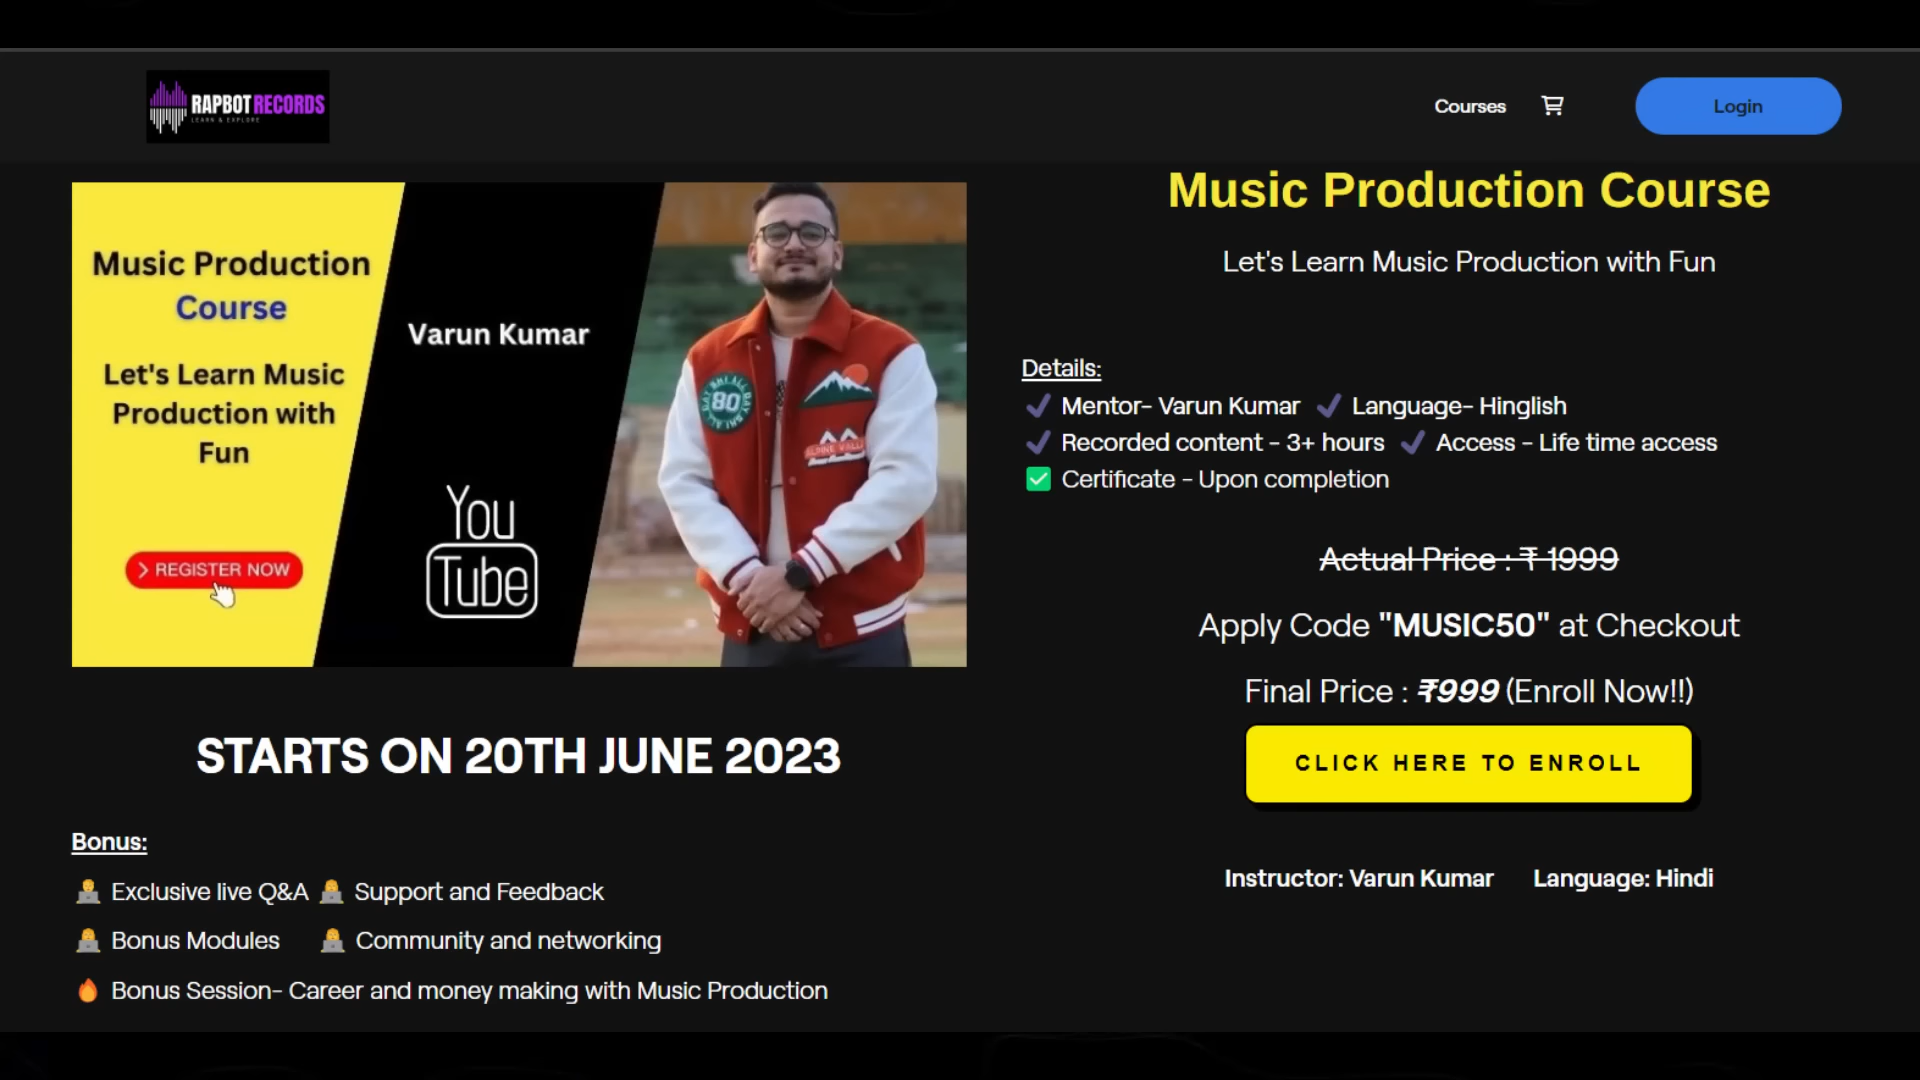 RAPBOT RECORDS
LEARN & EXPLORE
Courses
Login
Music Production
Course
Let's Learn Music
Production with
Fun
> REGISTER NOW
Varun Kumar
You
Tube
80
STARTS ON 20TH JUNE 2023
Bonus:
Exclusive live Q&A Support and Feedback
Bonus Modules Community and networking
Bonus Session- Career and money making with Music Production
Music Production Course
Let's Learn Music Production with Fun
Details:
Mentor- Varun Kumar Language- Hinglish
Recorded content - 3+ hours Access - Life time access
Certificate - Upon completion
Actual Price : ₹ 1999
Apply Code "MUSIC50" at Checkout
Final Price : ₹999 (Enroll Now!!)
CLICK HERE TO ENROLL
Instructor: Varun Kumar Language: Hindi